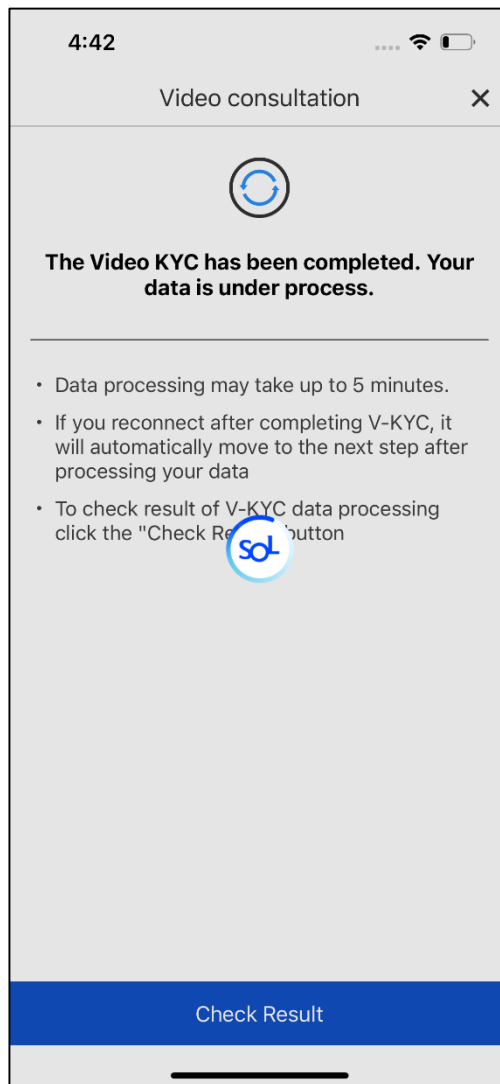 4:42
Video consultation
The Video KYC has been completed. Your
data is under process.
• Data processing may take up to 5 minutes.
• If you reconnect after completing V-KYC, it
will automatically move to the next step after
processing your data
• To check result of V-KYC data processing
click the "Check Re button
SOL
Check Result